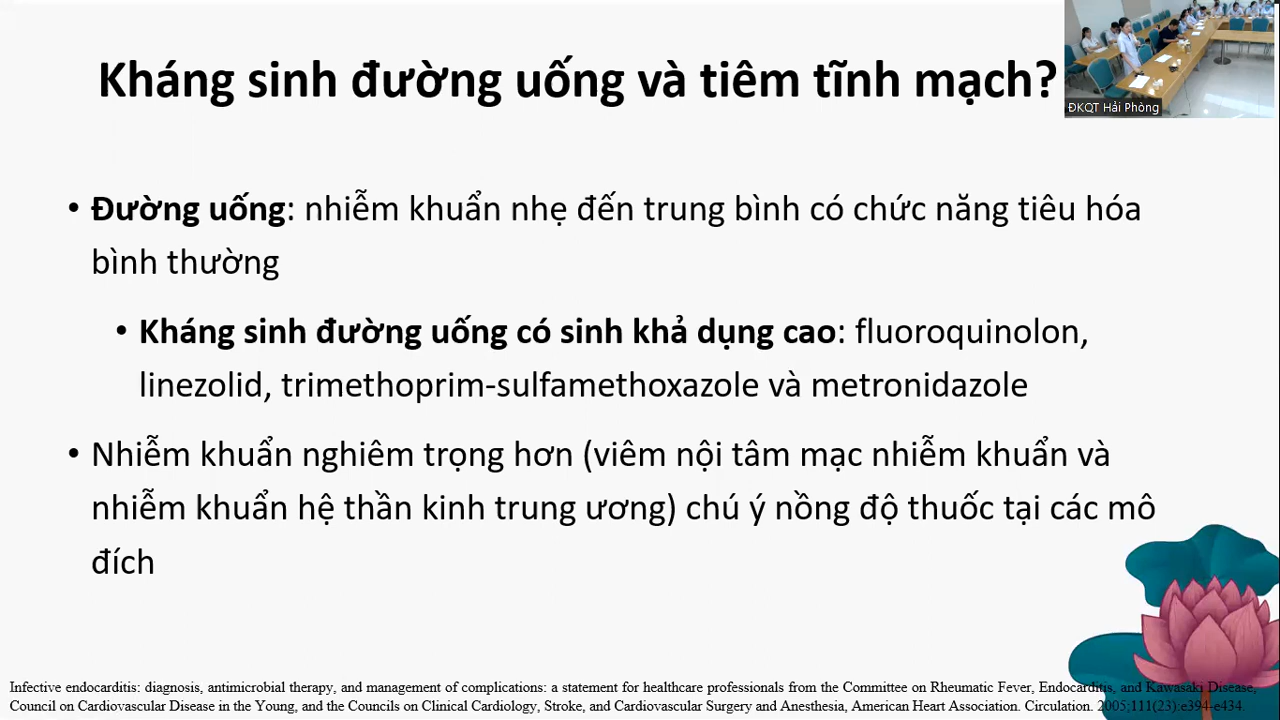 Kháng sinh đường uống và tiêm tĩnh mạch?
ĐKQT Hải Phòng
• Đường uống: nhiễm khuẩn nhẹ đến trung bình có chức năng tiêu hóa
bình thường
• Kháng sinh đường uống có sinh khả dụng cao: fluoroquinolon,
linezolid, trimethoprim-sulfamethoxazole và metronidazole
• Nhiễm khuẩn nghiêm trọng hơn (viêm nội tâm mạc nhiễm khuẩn và
nhiễm khuẩn hệ thần kinh trung ương) chú ý nồng độ thuốc tại các mô
đích
Infective endocarditis: diagnosis, antimicrobial therapy, and management of complications: a statement for healthcare professionals from the Committee on Rheumatic Fever, Endocarditis, and Kawasaki Disease,
Council on Cardiovascular Disease in the Young, and the Councils on Clinical Cardiology, Stroke, and Cardiovascular Surgery and Anesthesia, American Heart Association. Circulation. 2005;111(23):e394-e434.